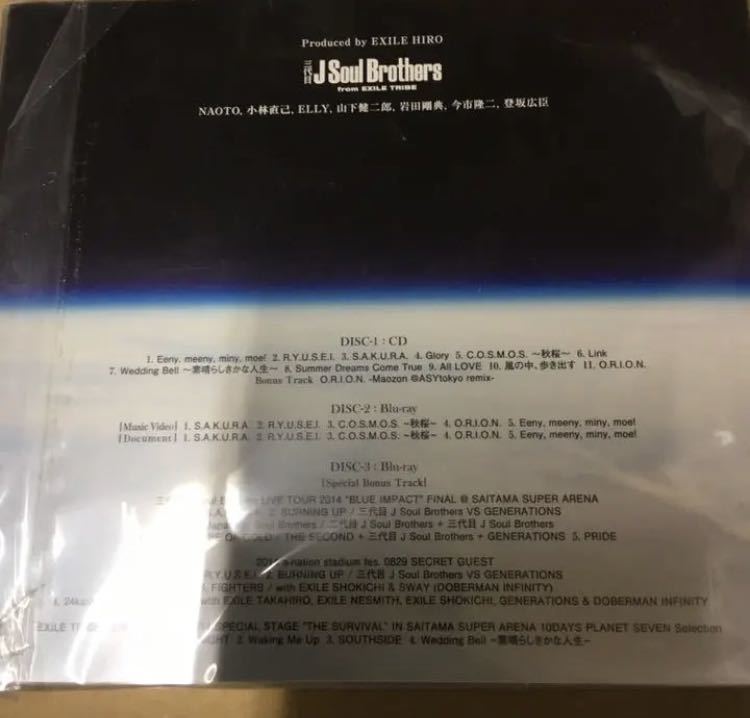 Produced by EXILE HIRO
三代目 J Soul Brothers
from EXILE TRIBE
NAOTO, 小林直己, ELLY, 山下健二郎, 岩田剛典, 今市隆二, 登坂広臣
DISC-1 : CD
1. Eeny, meeny, miny, moe! 2. R.Y.U.S.E.I. 3. S.A.K.U.R.A. 4. Glory 5. C.O.S.M.O.S. ~秋桜~ 6. Link
7. Wedding Bell ~素晴らしきかな人生~ 8. Summer Dreams Come True 9. All LOVE 10. 風の中、歩き出す 11. O.R.I.O.N.
Bonus Track O.R.I.O.N. -Maozon @ASYtokyo remix-
DISC-2 : Blu-ray
[Music Video] 1. S.A.K.U.R.A. 2. R.Y.U.S.E.I. 3. C.O.S.M.O.S. ~秋桜~ 4. O.R.I.O.N. 5. Eeny, meeny, miny, moe!
[Document] 1. S.A.K.U.R.A. 2. R.Y.U.S.E.I. 3. C.O.S.M.O.S. ~秋桜~ 4. O.R.I.O.N. 5. Eeny, meeny, miny, moe!
DISC-3 : Blu-ray
[Special Bonus Track]
LIVE TOUR 2014 "BLUE IMPACT" FINAL @ SAITAMA SUPER ARENA
2. BURNING UP / 三代目 J Soul Brothers VS GENERATIONS
J Soul Brothers / 二代目 J Soul Brothers + 三代目 J Soul Brothers
OF GOLD / THE SECOND + 三代目 J Soul Brothers + GENERATIONS 5. PRIDE
a-nation stadium fes. 0829 SECRET GUEST
R.Y.U.S.E.I. 2. BURNING UP / 三代目 J Soul Brothers VS GENERATIONS
FIGHTERS / with EXILE SHOKICHI & SWAY (DOBERMAN INFINITY)
with EXILE TAKAHIRO, EXILE NESMITH, EXILE SHOKICHI, GENERATIONS & DOBERMAN INFINITY
EXILE SPECIAL STAGE "THE SURVIVAL" IN SAITAMA SUPER ARENA 10DAYS PLANET SEVEN Selection
2. Waking Me Up 3. SOUTHSIDE 4. Wedding Bell ~素晴らしきかな人生~